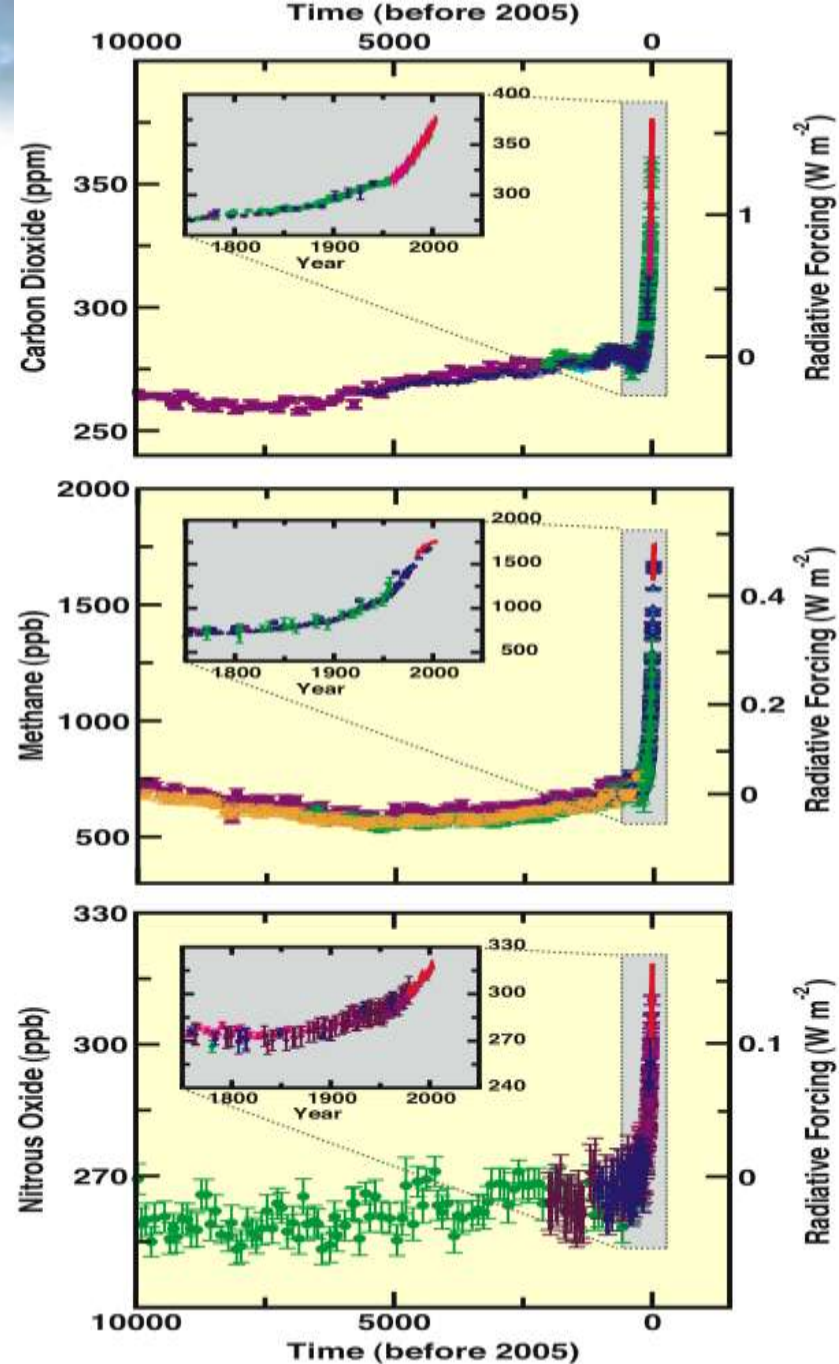 Time (before 2005)
10000 5000 0
Carbon Dioxide (ppm)
350
300
250
400
350
300
1800 1900 2000
Year
1
0
Radiative Forcing (W m-2)
Methane (ppb)
2000
1500
1000
500
2000
1500
1000
500
1800 1900 2000
Year
0.4
0.2
0
Radiative Forcing (W m-2)
Nitrous Oxide (ppb)
330
300
270
330
300
270
240
1800 1900 2000
Year
0.1
0
Radiative Forcing (W m-2)
10000 5000 0
Time (before 2005)